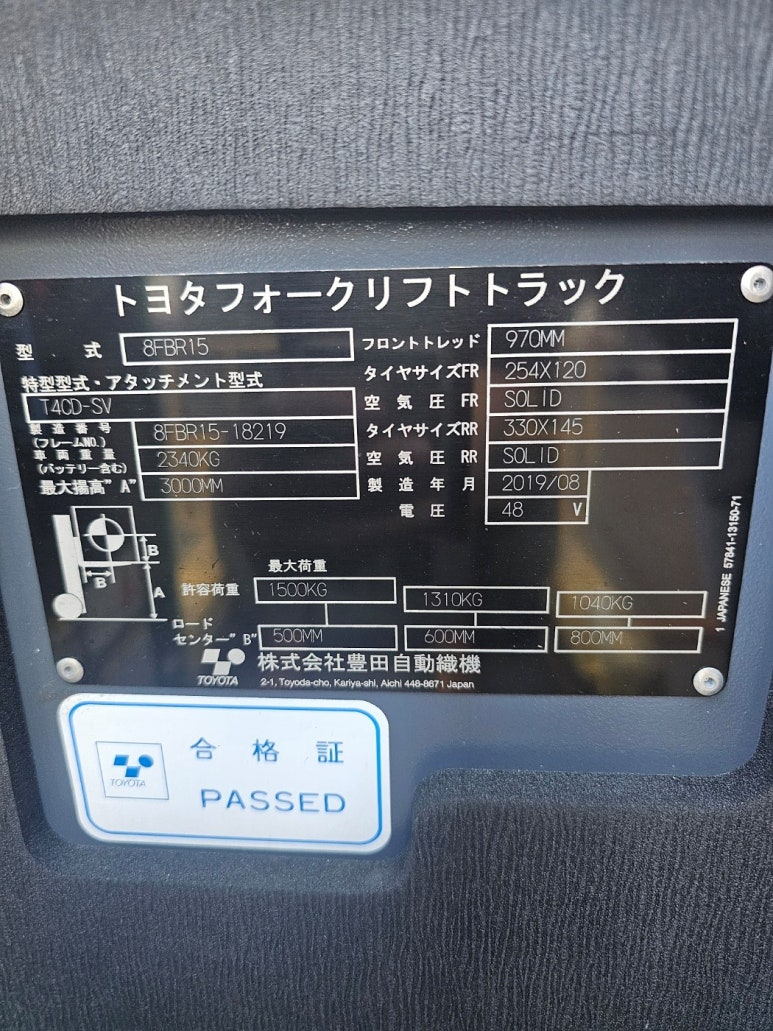 トヨタフォークリフトトラック
型 式 8FBR15
特型型式・アタッチメント型式
T4CD-SV
製造番号
(フレームNO.) 8FBR15-18219
車両重量
(バッテリー含む) 2340KG
最大揚高"A" 3000MM
フロントトレッド 970MM
タイヤサイズFR 254X120
空気圧 FR SOLID
タイヤサイズRR 330X145
空気圧 RR SOLID
製造年月 2019/08
電圧 48 V
B
B
A
最大荷重
許容荷重 1500KG 1310KG 1040KG
ロード
センター"B" 500MM 600MM 800MM
TOYOTA
株式会社豊田自動織機
2-1, Toyoda-cho, Kariya-shi, Aichi 448-8671 Japan
1 JAPANESE 57841-13150-71
TOYOTA
合格証
PASSED